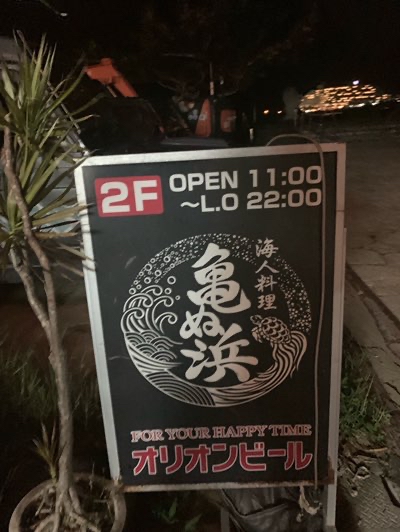 2F
OPEN 11:00
～L.O 22:00
海人料理
亀ぬ浜
FOR YOUR HAPPY TIME
オリオンビール